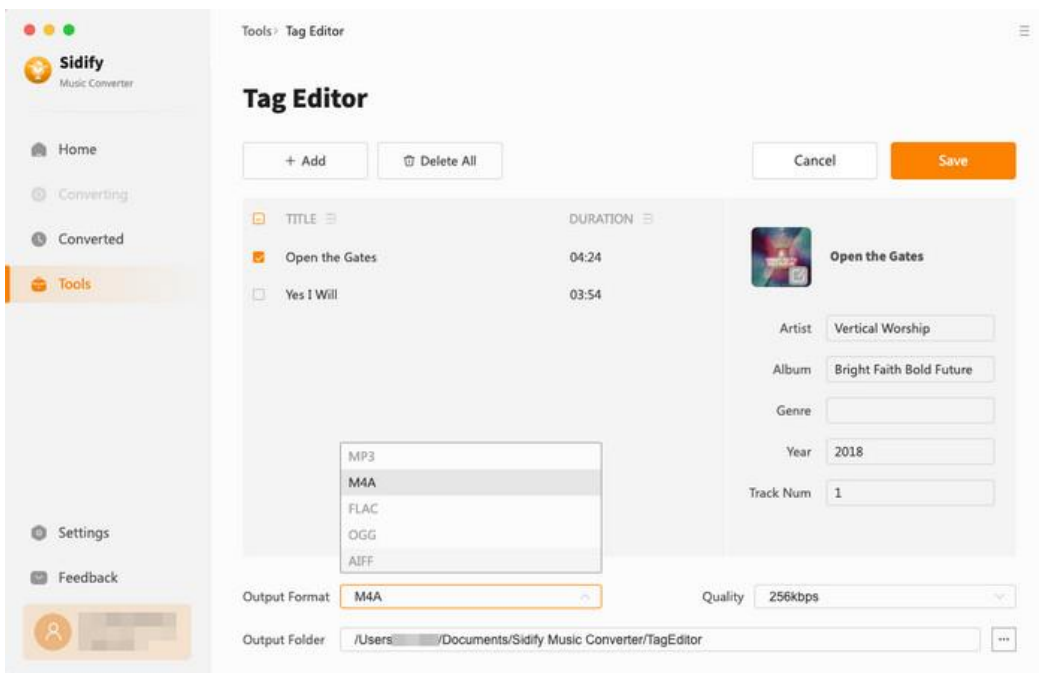 Tools› Tag Editor
Sidify
Music Converter
Tag Editor
Home
Converting
Converted
Tools
Settings
Feedback
+ Add
Delete All
Cancel
Save
TITLE DURATION
Open the Gates 04:24
Yes I Will 03:54
Open the Gates
Artist Vertical Worship
Album Bright Faith Bold Future
Genre
Year 2018
Track Num 1
MP3
M4A
FLAC
OGG
AIFF
Output Format M4A
Quality 256kbps
Output Folder /Users /Documents/Sidify Music Converter/TagEditor
...